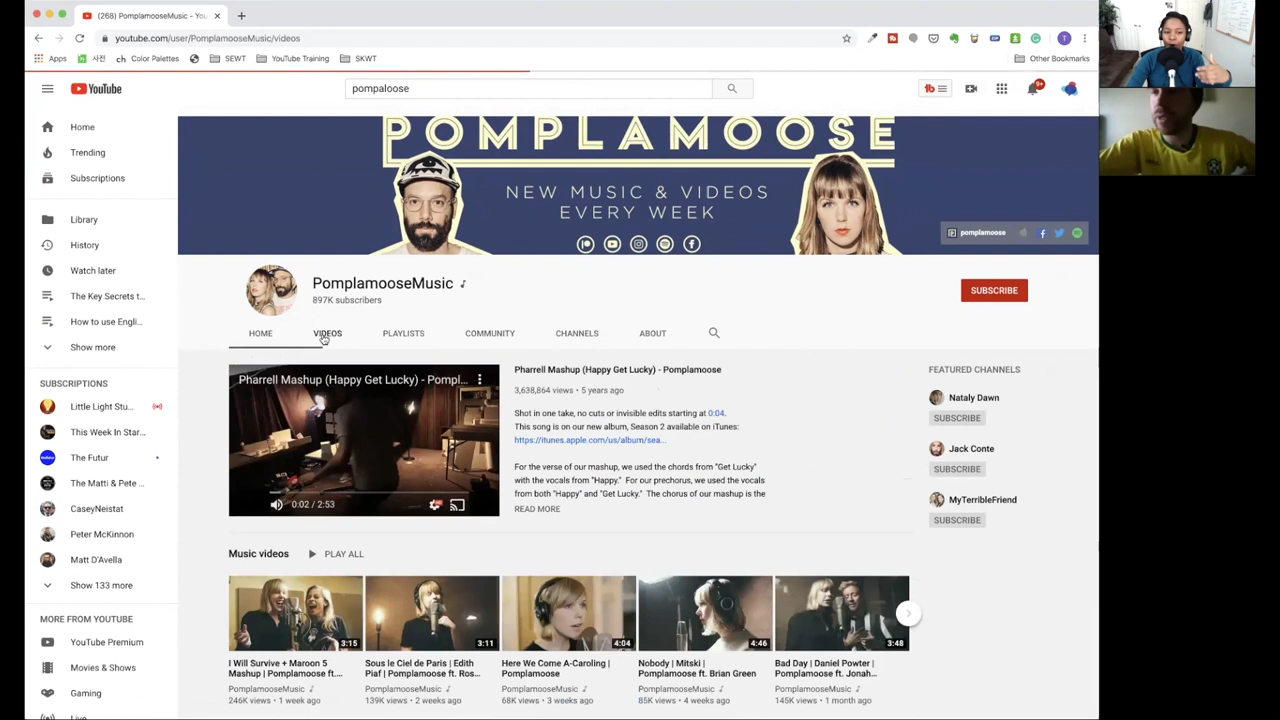 (268) PomplamooseMusic - You
youtube.com/user/PomplamooseMusic/videos
Apps
사전
Color Palettes
SEWT
YouTube Training
SKWT
Other Bookmarks
YouTube
pompaloose
9+
Home
Trending
Subscriptions
Library
History
Watch later
The Key Secrets t...
How to use Engli...
Show more
SUBSCRIPTIONS
Little Light Stu...
This Week In Star...
The Futur
The Matti & Pete ...
CaseyNeistat
Peter McKinnon
Matt D'Avella
Show 133 more
MORE FROM YOUTUBE
YouTube Premium
Movies & Shows
Gaming
Live
POMPLAMOOSE
NEW MUSIC & VIDEOS
EVERY WEEK
pomplamoose
PomplamooseMusic
897K subscribers
SUBSCRIBE
HOME VIDEOS PLAYLISTS COMMUNITY CHANNELS ABOUT
Pharrell Mashup (Happy Get Lucky) - Pompl...
0:02 / 2:53
Pharrell Mashup (Happy Get Lucky) - Pomplamoose
3,638,864 views • 5 years ago
Shot in one take, no cuts or invisible edits starting at 0:04.
This song is on our new album, Season 2 available on iTunes:
https://itunes.apple.com/us/album/sea...
For the verse of our mashup, we used the chords from "Get Lucky"
with the vocals from "Happy." For our prechorus, we used the vocals
from both "Happy" and "Get Lucky." The chorus of our mashup is the
READ MORE
FEATURED CHANNELS
Nataly Dawn
SUBSCRIBE
Jack Conte
SUBSCRIBE
MyTerribleFriend
SUBSCRIBE
Music videos PLAY ALL
3:15
I Will Survive + Maroon 5
Mashup | Pomplamoose ft....
PomplamooseMusic
246K views • 1 week ago
3:11
Sous le Ciel de Paris | Edith
Piaf | Pomplamoose ft. Ros...
PomplamooseMusic
139K views • 2 weeks ago
4:04
Here We Come A-Caroling |
Pomplamoose
PomplamooseMusic
68K views • 3 weeks ago
4:46
Nobody | Mitski |
Pomplamoose ft. Brian Green
PomplamooseMusic
85K views • 4 weeks ago
3:48
Bad Day | Daniel Powter |
Pomplamoose ft. Jonah...
PomplamooseMusic
145K views • 1 month ago